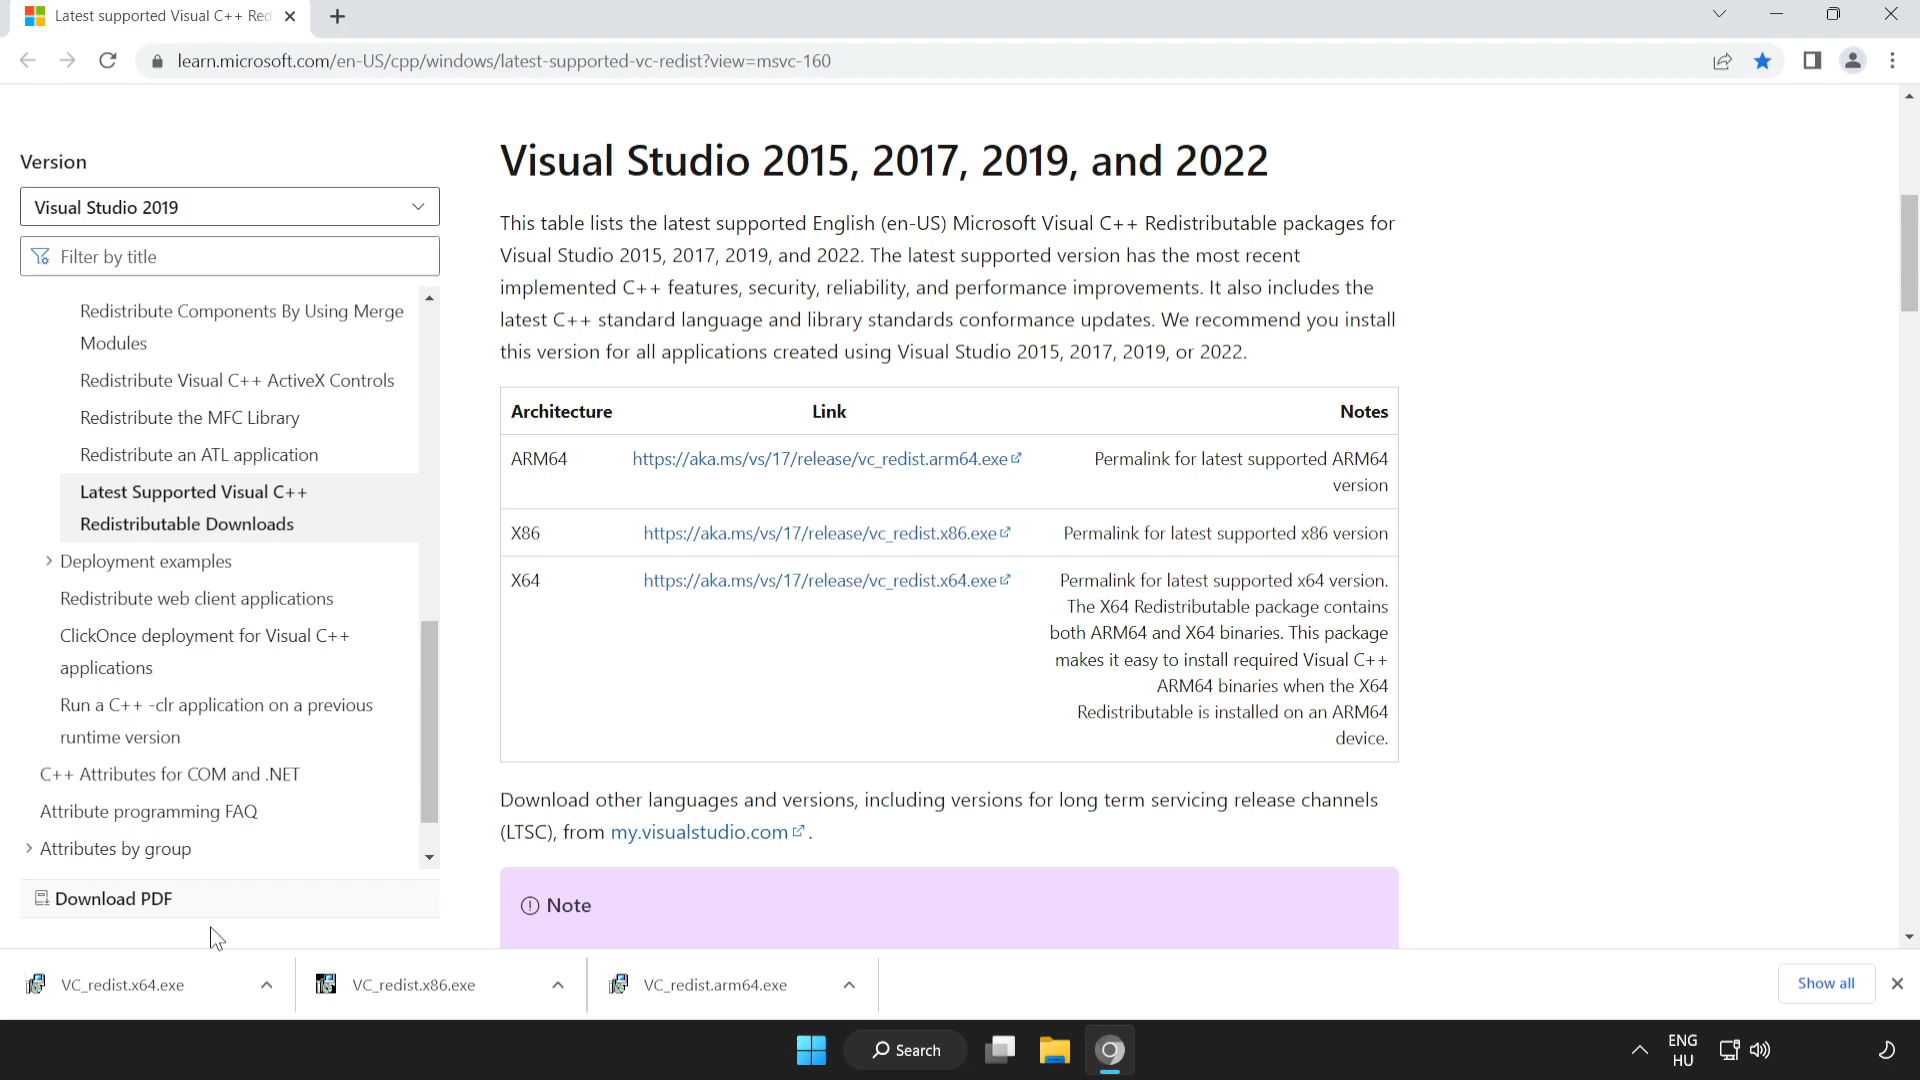 Latest supported Visual C++ Red
learn.microsoft.com/en-US/cpp/windows/latest-supported-vc-redist?view=msvc-160
Version
Visual Studio 2019
Filter by title
Redistribute Components By Using Merge
Modules
Redistribute Visual C++ ActiveX Controls
Redistribute the MFC Library
Redistribute an ATL application
Latest Supported Visual C++
Redistributable Downloads
Deployment examples
Redistribute web client applications
ClickOnce deployment for Visual C++
applications
Run a C++ -clr application on a previous
runtime version
C++ Attributes for COM and .NET
Attribute programming FAQ
Attributes by group
Download PDF
Visual Studio 2015, 2017, 2019, and 2022
This table lists the latest supported English (en-US) Microsoft Visual C++ Redistributable packages for
Visual Studio 2015, 2017, 2019, and 2022. The latest supported version has the most recent
implemented C++ features, security, reliability, and performance improvements. It also includes the
latest C++ standard language and library standards conformance updates. We recommend you install
this version for all applications created using Visual Studio 2015, 2017, 2019, or 2022.
Architecture Link Notes
ARM64 https://aka.ms/vs/17/release/vc_redist.arm64.exe Permalink for latest supported ARM64
version
X86 https://aka.ms/vs/17/release/vc_redist.x86.exe Permalink for latest supported x86 version
X64 https://aka.ms/vs/17/release/vc_redist.x64.exe Permalink for latest supported x64 version.
The X64 Redistributable package contains
both ARM64 and X64 binaries. This package
makes it easy to install required Visual C++
ARM64 binaries when the X64
Redistributable is installed on an ARM64
device.
Download other languages and versions, including versions for long term servicing release channels
(LTSC), from my.visualstudio.com .
Note
VC_redist.x64.exe
VC_redist.x86.exe
VC_redist.arm64.exe
Show all
Search
ENG
HU